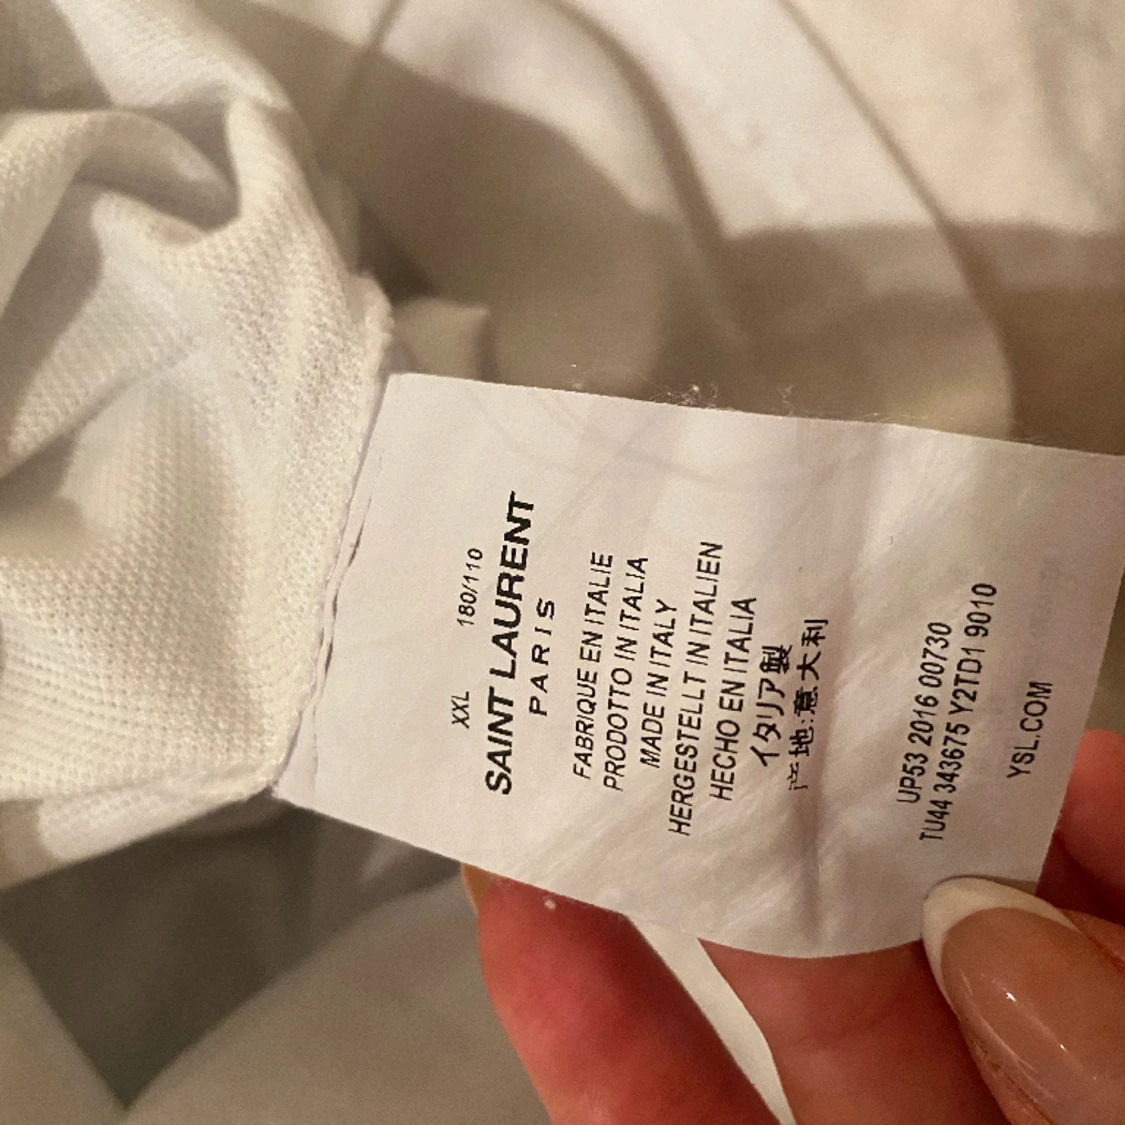 XXL 180/110
SAINT LAURENT
PARIS
FABRIQUE EN ITALIE
PRODOTTO IN ITALIA
MADE IN ITALY
HERGESTELLT IN ITALIEN
HECHO EN ITALIA
イタリア製
产地:意大利
UP53 2016 00730
TU44 343675 Y2TD1 9010
YSL.COM